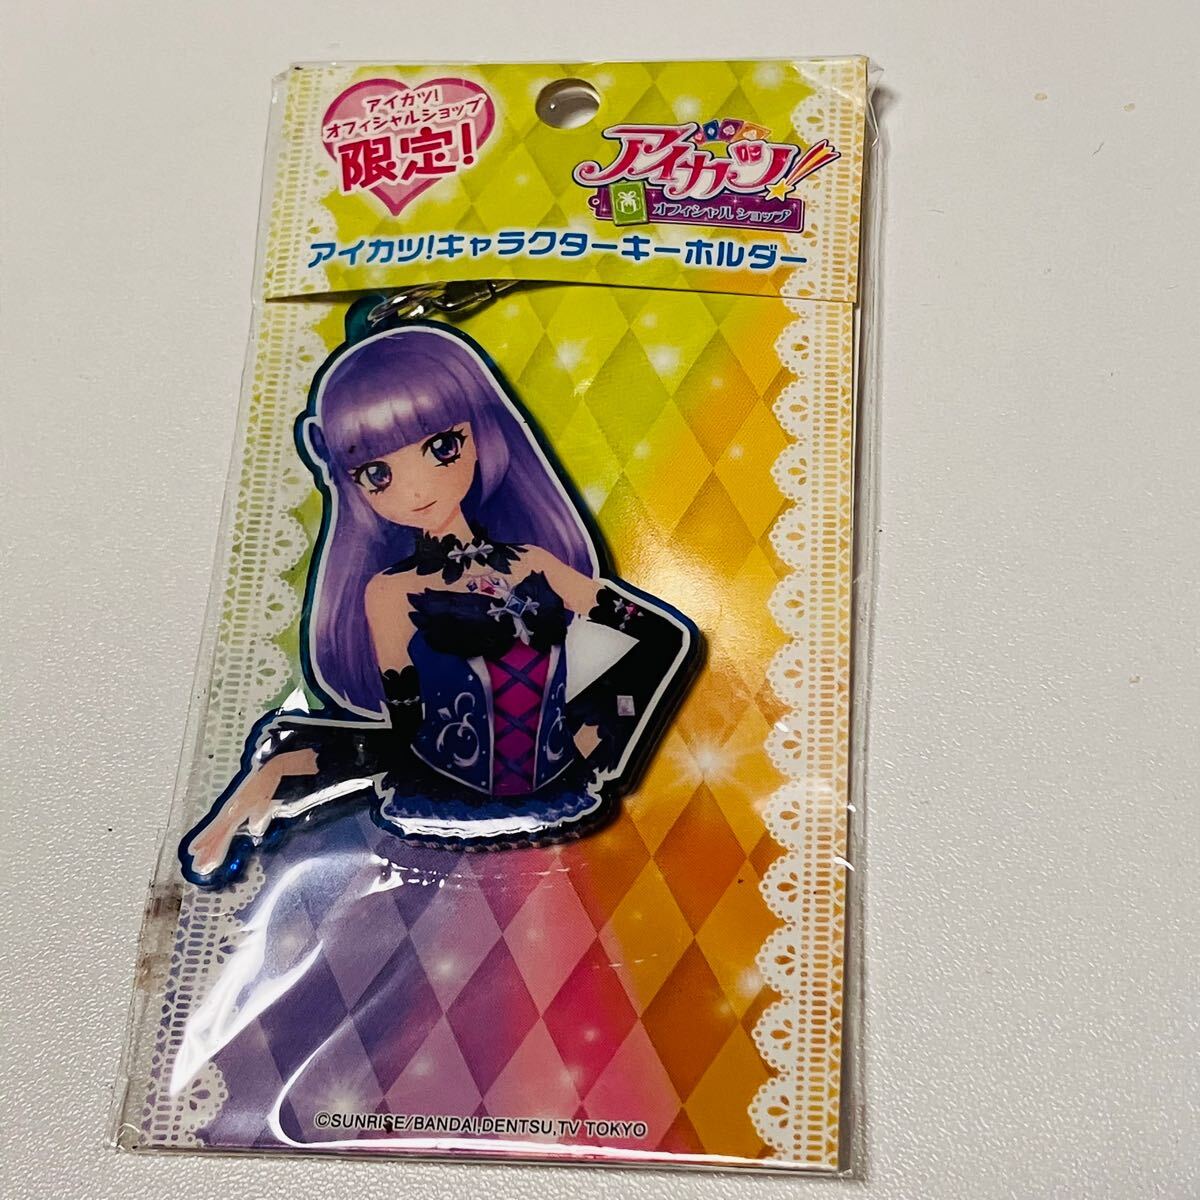 アイカツ!
オフィシャルショップ
限定!
アイカツ!
オフィシャルショップ
アイカツ!キャラクターキーホルダー
©SUNRISE/BANDAI,DENTSU,TV TOKYO